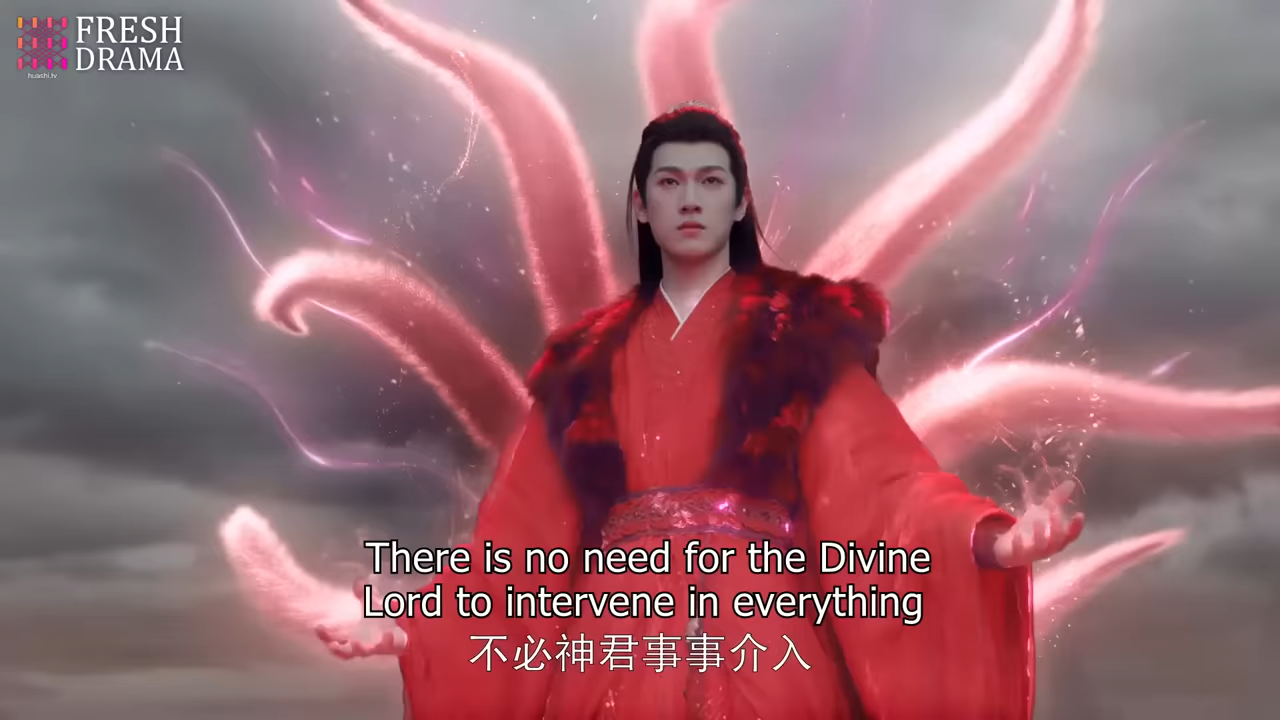 FRESH
DRAMA
huashi.tv
There is no need for the Divine
Lord to intervene in everything
不必神君事事介入